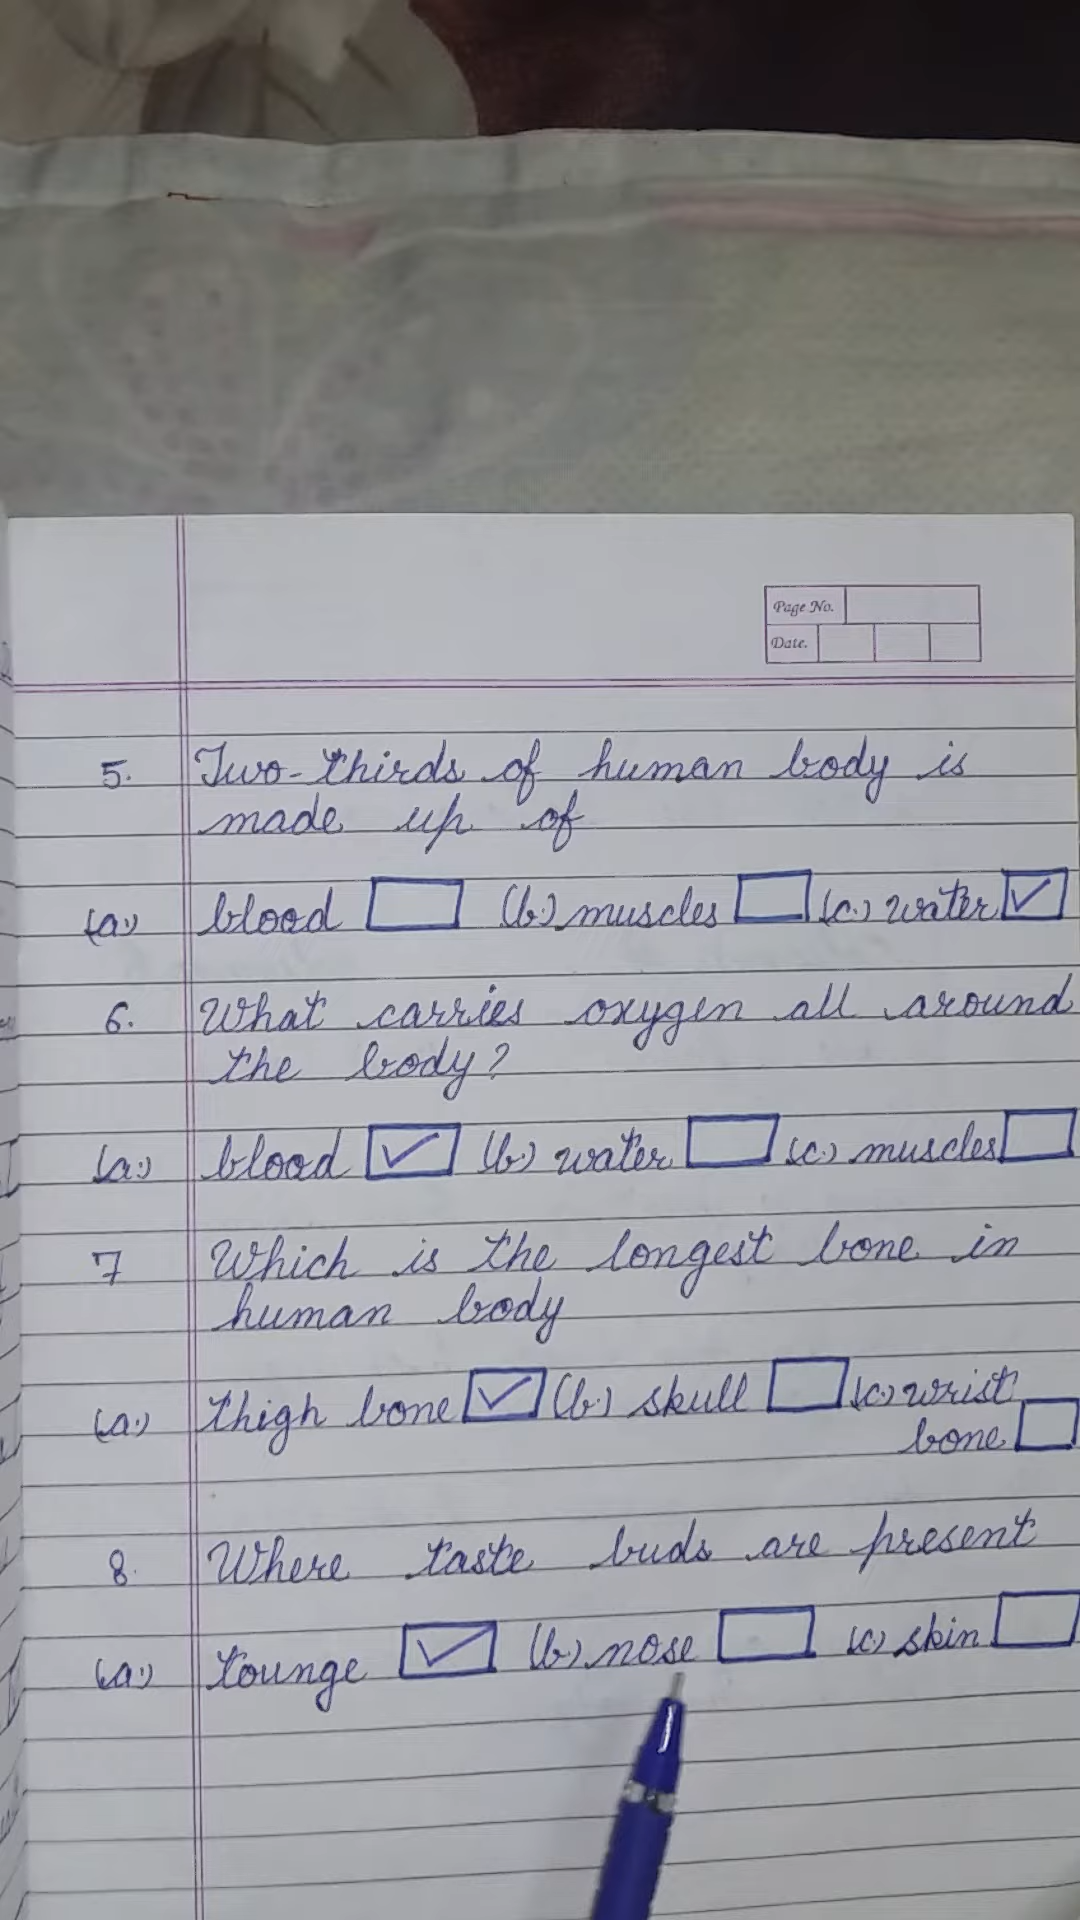 Page No.
Date.
5. Two-thirds of human body is
made up of
(a.) blood (b.) muscles (c.) water ✓
6. What carries oxygen all around
the body?
(a.) blood ✓ (b.) water (c.) muscles
7 Which is the longest bone in
human body
(a.) thigh bone ✓ (b.) skull (c.) wrist
bone
8. Where taste buds are present
(a.) tounge ✓ (b.) nose (c.) skin